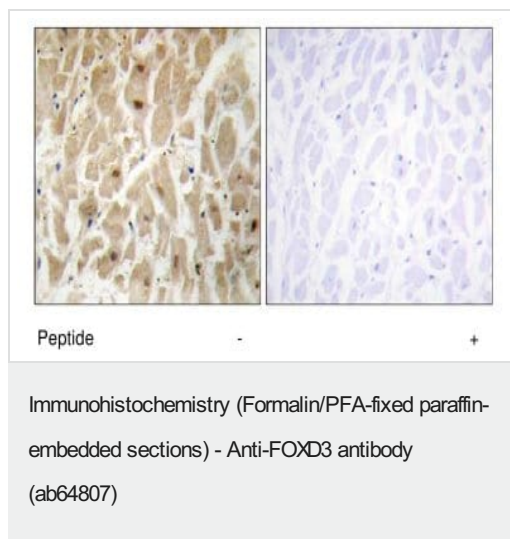 Peptide - +
Immunohistochemistry (Formalin/PFA-fixed paraffin-
embedded sections) - Anti-FOXD3 antibody
(ab64807)